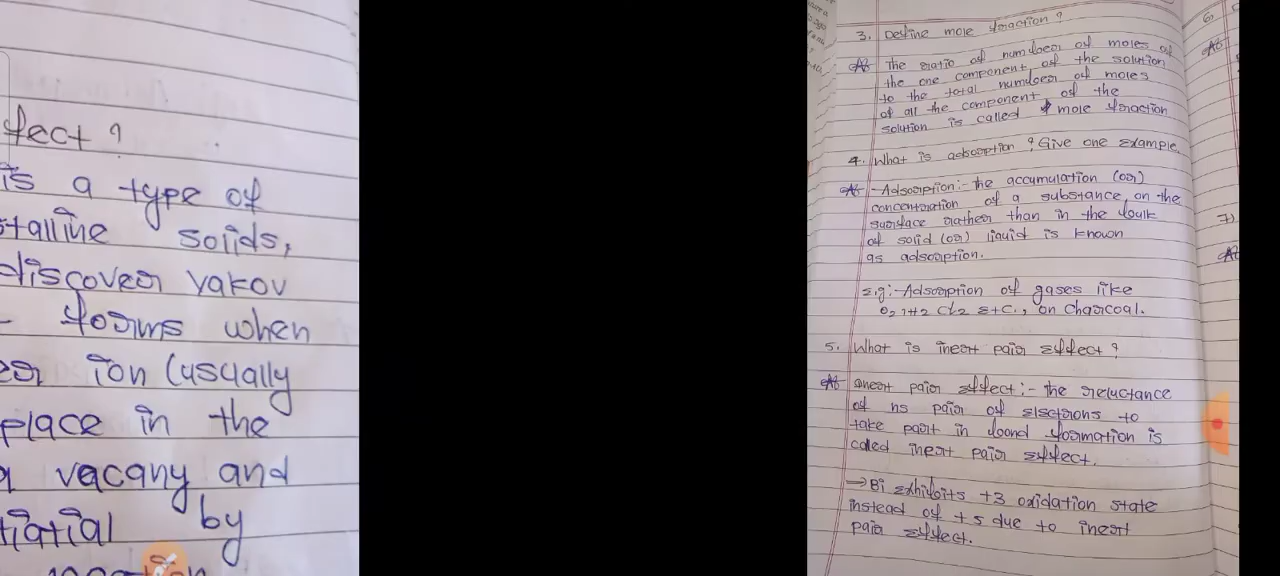 fect ?
is a type of
stalline solids,
discover yakov
forms when
er ion (usually
place in the
a vacany and
tiatial by
3. Define mole fraction ?
A) The ratio of number of moles of
the one component of the solution
to the total number of moles
of all the component of the
solution is called mole fraction
4. What is adsorption ? Give one Example.
A) Adsorption:- the accumulation (or)
concentration of a substance on the
surface rather than in the bulk
of solid (or) liquid is known
as adsorption.
E.g:- Adsorption of gases like
O2, H2 Cl2 Etc., on Charcoal.
5. What is inert pair Effect ?
A) Inert pair Effect:- the reluctance
of ns pair of Electrons to
take part in bond formation is
called inert pair Effect.
→ Bi Exhibits +3 oxidation state
instead of +5 due to inert
pair Effect.
6.
7)